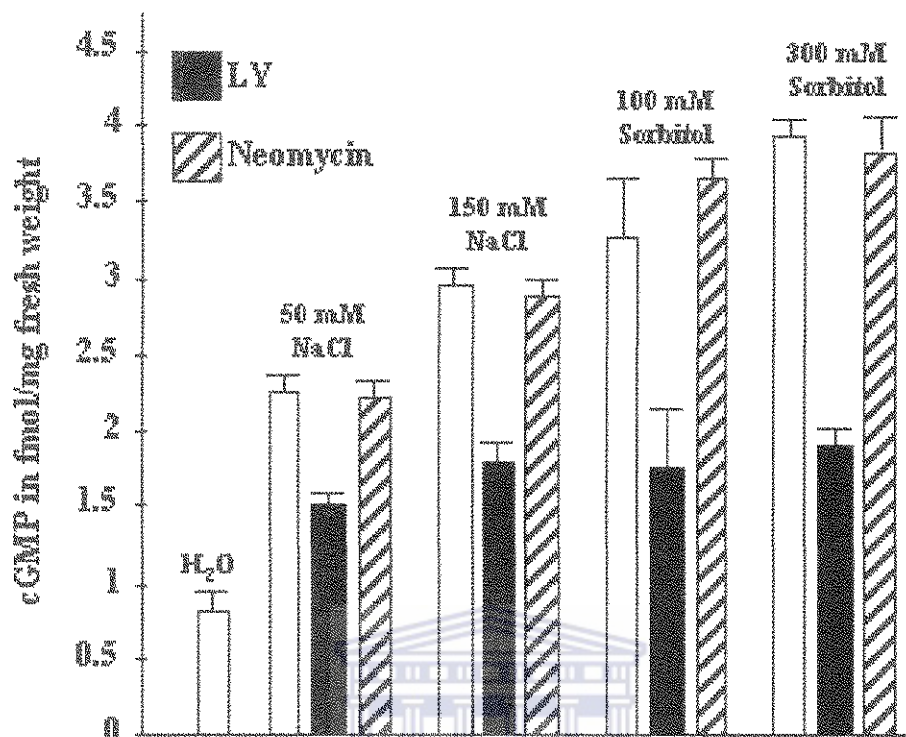 cGMP in fmol/mg fresh weight
4.5
4
3.5
3
2.5
2
1.5
1
0.5
0
LY
Neomycin
H₂O
50 mM
NaCl
150 mM
NaCl
100 mM
Sorbitol
300 mM
Sorbitol